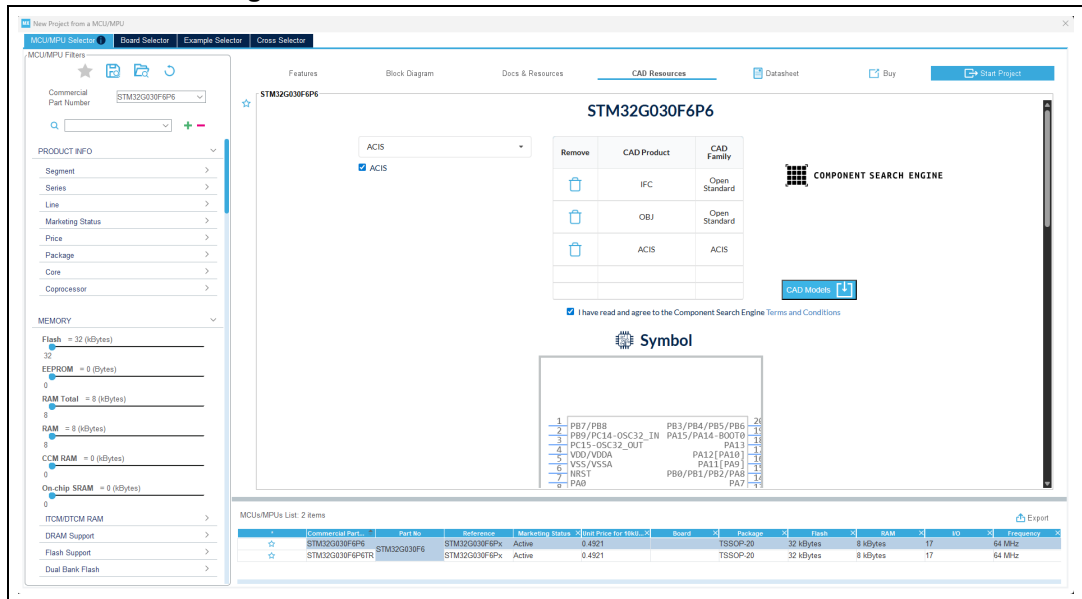 New Project from a MCU/MPU
MCU/MPU Selector Board Selector Example Selector Cross Selector
MCU/MPU Filters
Features Block Diagram Docs & Resources CAD Resources Datasheet Buy Start Project
Commercial
Part Number
STM32G030F6P6
PRODUCT INFO
Segment
Series
Line
Marketing Status
Price
Package
Core
Coprocessor
MEMORY
Flash = 32 (kBytes)
32
EEPROM = 0 (Bytes)
0
RAM Total = 8 (kBytes)
8
RAM = 8 (kBytes)
8
CCM RAM = 0 (kBytes)
0
On-chip SRAM = 0 (kBytes)
0
ITCM/DTCM RAM
DRAM Support
Flash Support
Dual Bank Flash
STM32G030F6P6
STM32G030F6P6
ACIS
ACIS
Remove CAD Product CAD Family
IFC Open Standard
OBJ Open Standard
ACIS ACIS
COMPONENT SEARCH ENGINE
CAD Models
I have read and agree to the Component Search Engine Terms and Conditions
Symbol
1 PB7/PB8 PB3/PB4/PB5/PB6 20
2 PB9/PC14-OSC32_IN PA15/PA14-BOOT0 19
3 PC15-OSC32_OUT PA13 18
4 VDD/VDDA PA12[PA10] 17
5 VSS/VSSA PA11[PA9] 16
6 NRST PB0/PB1/PB2/PA8 15
7 PA0 PA7 14
MCUs/MPUs List: 2 items
Export
* Commercial Part... Part No Reference Marketing Status Unit Price for 10kU... Board Package Flash RAM I/O Frequency
STM32G030F6P6 STM32G030F6 STM32G030F6Px Active 0.4921 TSSOP-20 32 kBytes 8 kBytes 17 64 MHz
STM32G030F6P6TR STM32G030F6Px Active 0.4921 TSSOP-20 32 kBytes 8 kBytes 17 64 MHz